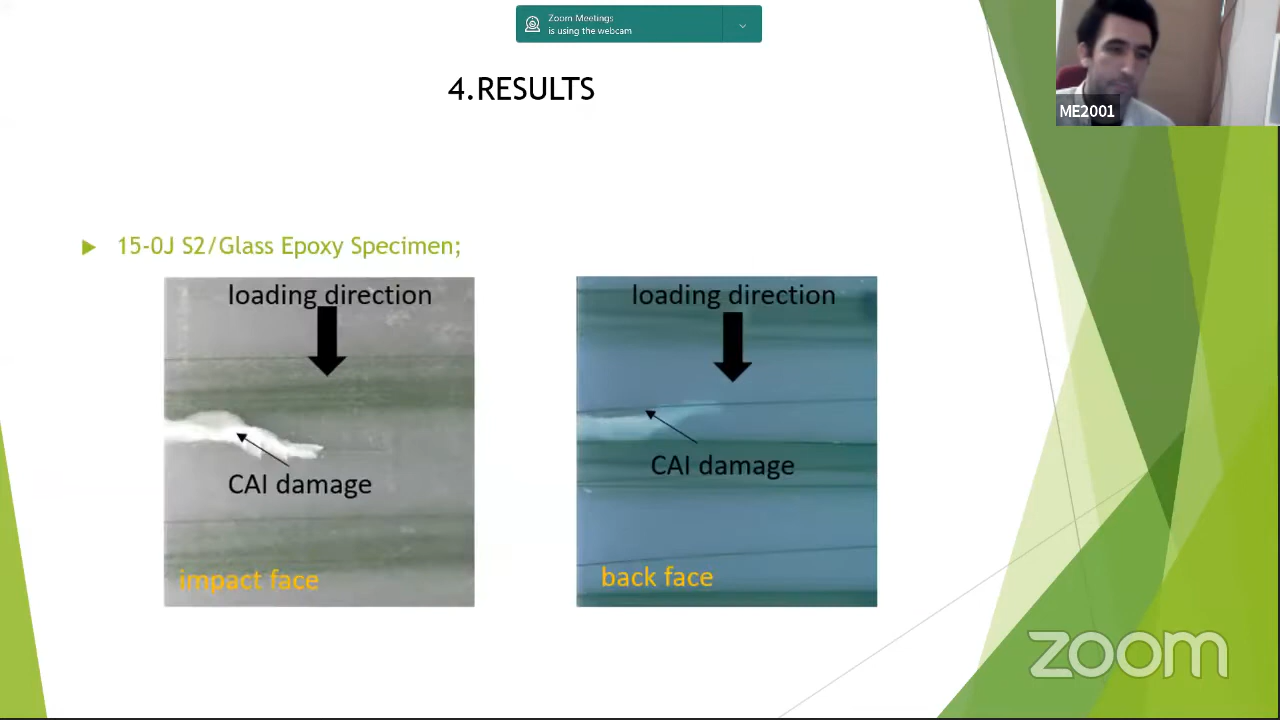 Zoom Meetings
is using the webcam
4.RESULTS
ME2001
15-0J S2/Glass Epoxy Specimen;
loading direction
CAI damage
impact face
loading direction
CAI damage
back face
zoom